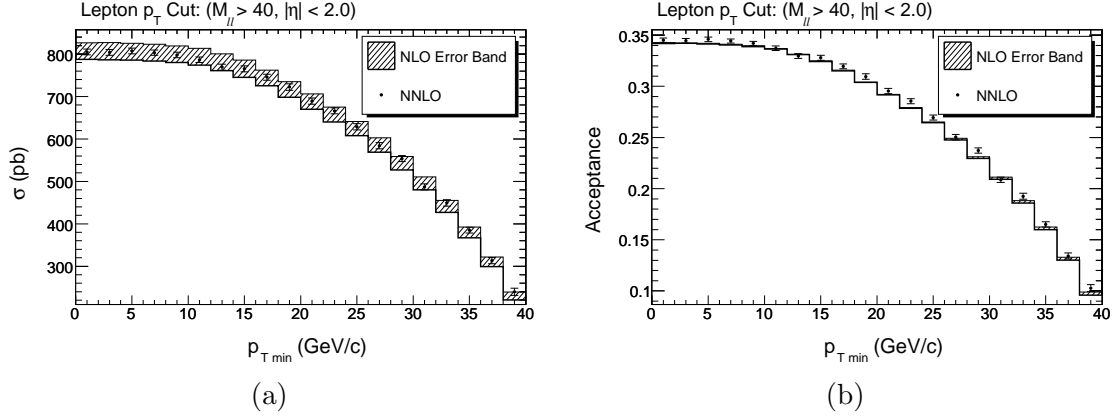 Lepton p_T Cut: (M_ll > 40, |η| < 2.0)
σ (pb)
800
700
600
500
400
300
NLO Error Band
NNLO
0 5 10 15 20 25 30 35 40
p_T min (GeV/c)
(a)
Lepton p_T Cut: (M_ll > 40, |η| < 2.0)
Acceptance
0.35
0.3
0.25
0.2
0.15
0.1
NLO Error Band
NNLO
0 5 10 15 20 25 30 35 40
p_T min (GeV/c)
(b)